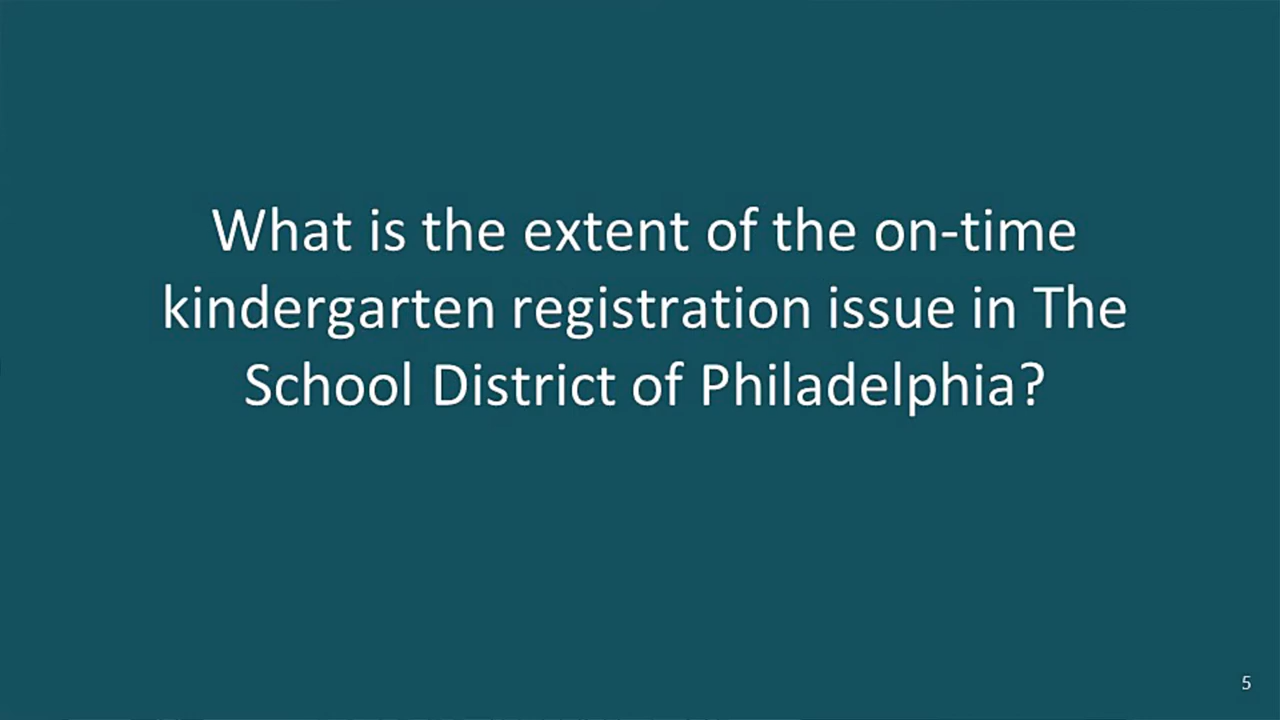 What is the extent of the on-time
kindergarten registration issue in The
School District of Philadelphia?
5